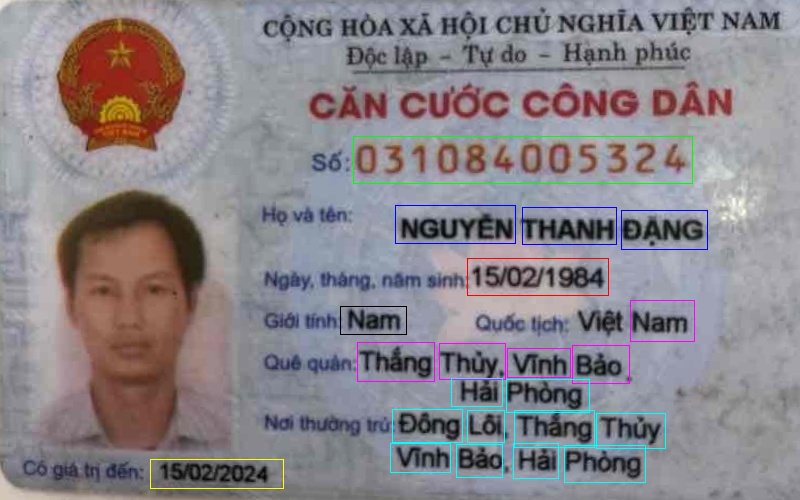 CỘNG HÒA XÃ HỘI CHỦ NGHĨA VIỆT NAM
Độc lập - Tự do - Hạnh phúc
CĂN CƯỚC CÔNG DÂN
Số: 031084005324
Họ và tên: NGUYỄN THANH ĐẶNG
Ngày, tháng, năm sinh: 15/02/1984
Giới tính: Nam Quốc tịch: Việt Nam
Quê quán: Thắng Thủy, Vĩnh Bảo,
Hải Phòng
Nơi thường trú: Đông Lôi, Thắng Thủy
Vĩnh Bảo, Hải Phòng
Có giá trị đến: 15/02/2024